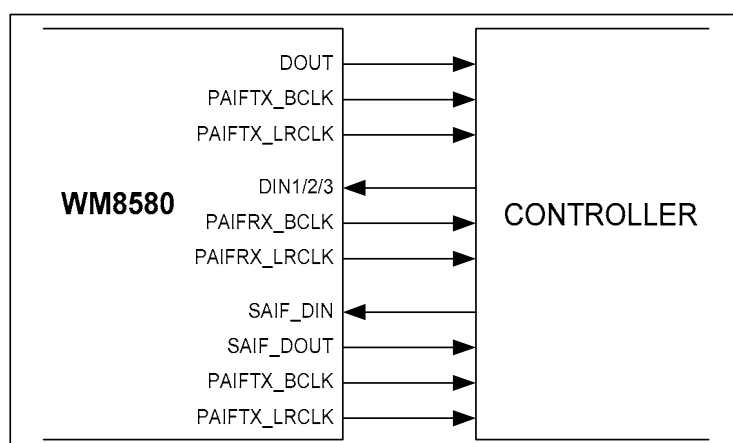 DOUT
PAIFTX_BCLK
PAIFTX_LRCLK
DIN1/2/3
WM8580
CONTROLLER
PAIFRX_BCLK
PAIFRX_LRCLK
SAIF_DIN
SAIF_DOUT
PAIFTX_BCLK
PAIFTX_LRCLK